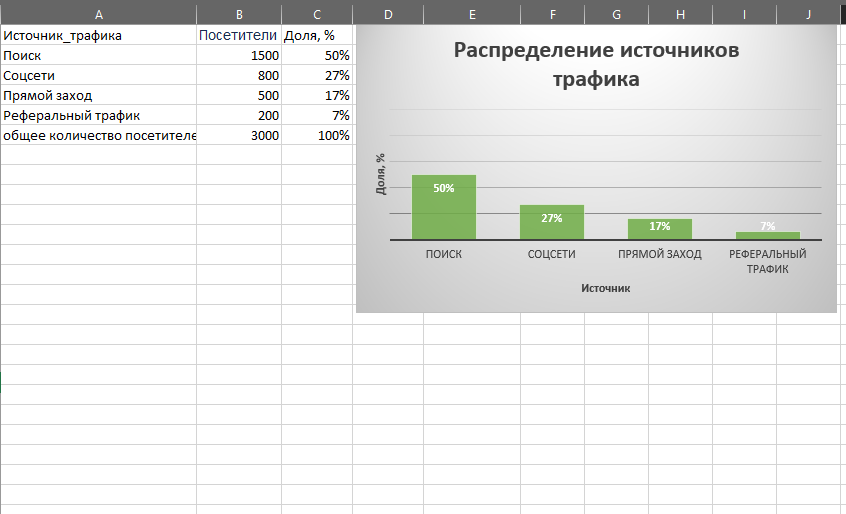 A B C D E F G H I J
Источник_трафика Посетители Доля, %
Поиск 1500 50%
Соцсети 800 27%
Прямой заход 500 17%
Реферальный трафик 200 7%
общее количество посетителе 3000 100%
Распределение источников
трафика
Доля, %
50%
27%
17%
7%
ПОИСК СОЦСЕТИ ПРЯМОЙ ЗАХОД РЕФЕРАЛЬНЫЙ
ТРАФИК
Источник